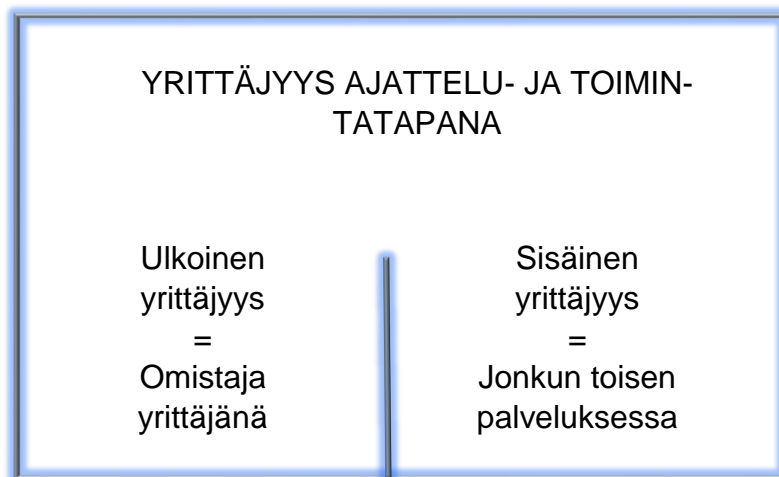 YRITTÄJYYS AJATTELU- JA TOIMIN-
TATAPANA
Ulkoinen
yrittäjyys
=
Omistaja
yrittäjänä
Sisäinen
yrittäjyys
=
Jonkun toisen
palveluksessa